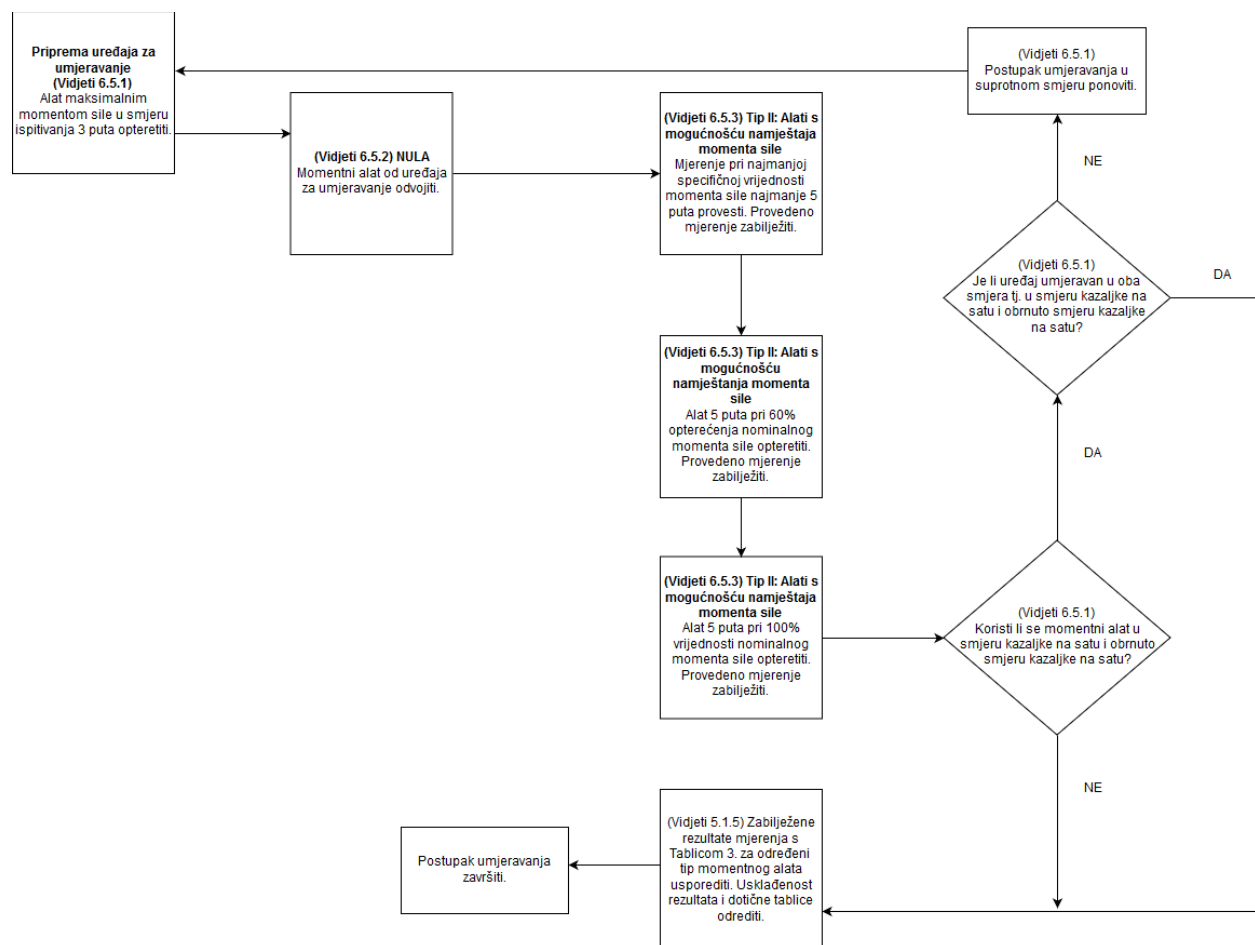 Priprema uređaja za
umjeravanje
(Vidjeti 6.5.1)
Alat maksimalnim
momentom sile u smjeru
ispitivanja 3 puta opteretiti.
(Vidjeti 6.5.2) NULA
Momentni alat od uređaja
za umjeravanje odvojiti.
(Vidjeti 6.5.3) Tip II: Alati s
mogućnošću namještaja
momenta sile
Mjerenje pri najmanjoj
specifičnoj vrijednosti
momenta sile najmanje 5
puta provesti. Provedeno
mjerenje zabilježiti.
(Vidjeti 6.5.3) Tip II: Alati s
mogućnošću
namještanja momenta
sile
Alat 5 puta pri 60%
opterećenja nominalnog
momenta sile opteretiti.
Provedeno mjerenje
zabilježiti.
(Vidjeti 6.5.3) Tip II: Alati s
mogućnošću namještaja
momenta sile
Alat 5 puta pri 100%
vrijednosti nominalnog
momenta sile opteretiti.
Provedeno mjerenje
zabilježiti.
(Vidjeti 6.5.1)
Koristi li se momentni alat u
smjeru kazaljke na satu i obrnuto
smjeru kazaljke na satu?
DA
(Vidjeti 6.5.1)
Je li uređaj umjeravan u oba
smjera tj. u smjeru kazaljke na
satu i obrnuto smjeru kazaljke
na satu?
DA
NE
(Vidjeti 6.5.1)
Postupak umjeravanja u
suprotnom smjeru ponoviti.
NE
(Vidjeti 5.1.5) Zabilježene
rezultate mjerenja s
Tablicom 3. za određeni
tip momentnog alata
usporediti. Usklađenost
rezultata i dotične tablice
odrediti.
Postupak umjeravanja
završiti.